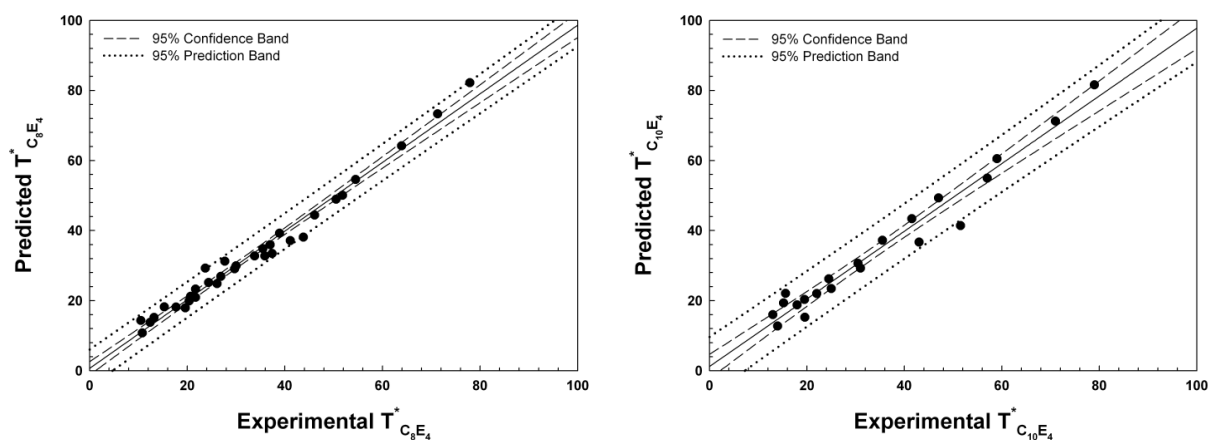 100
80
60
40
20
0
Predicted T*C8E4
95% Confidence Band
95% Prediction Band
0 20 40 60 80 100
Experimental T*C8E4
100
80
60
40
20
0
Predicted T*C10E4
95% Confidence Band
95% Prediction Band
0 20 40 60 80 100
Experimental T*C10E4